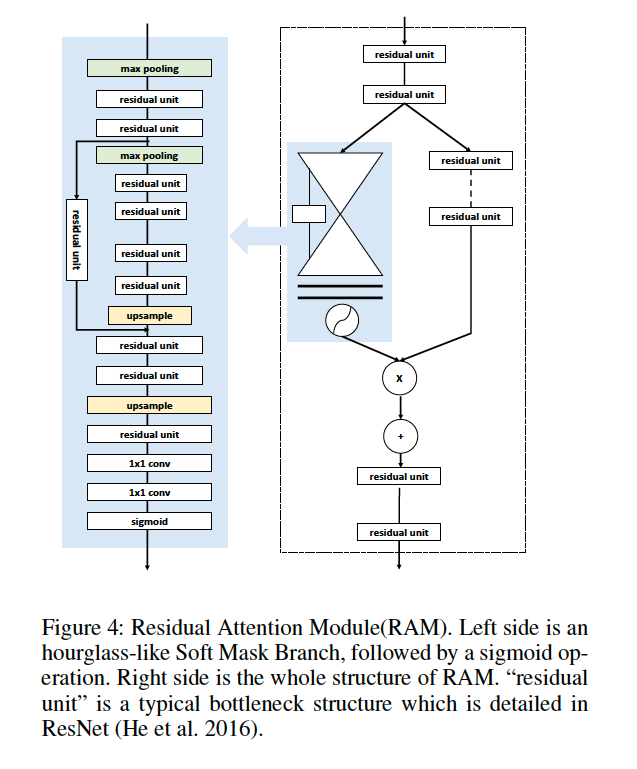 max pooling
residual unit
residual unit
max pooling
residual unit
residual unit
residual unit
residual unit
residual unit
upsample
residual unit
residual unit
upsample
residual unit
1x1 conv
1x1 conv
sigmoid
residual unit
residual unit
residual unit
residual unit
x
+
residual unit
residual unit
Figure 4: Residual Attention Module(RAM). Left side is an
hourglass-like Soft Mask Branch, followed by a sigmoid op-
eration. Right side is the whole structure of RAM. “residual
unit” is a typical bottleneck structure which is detailed in
ResNet (He et al. 2016).